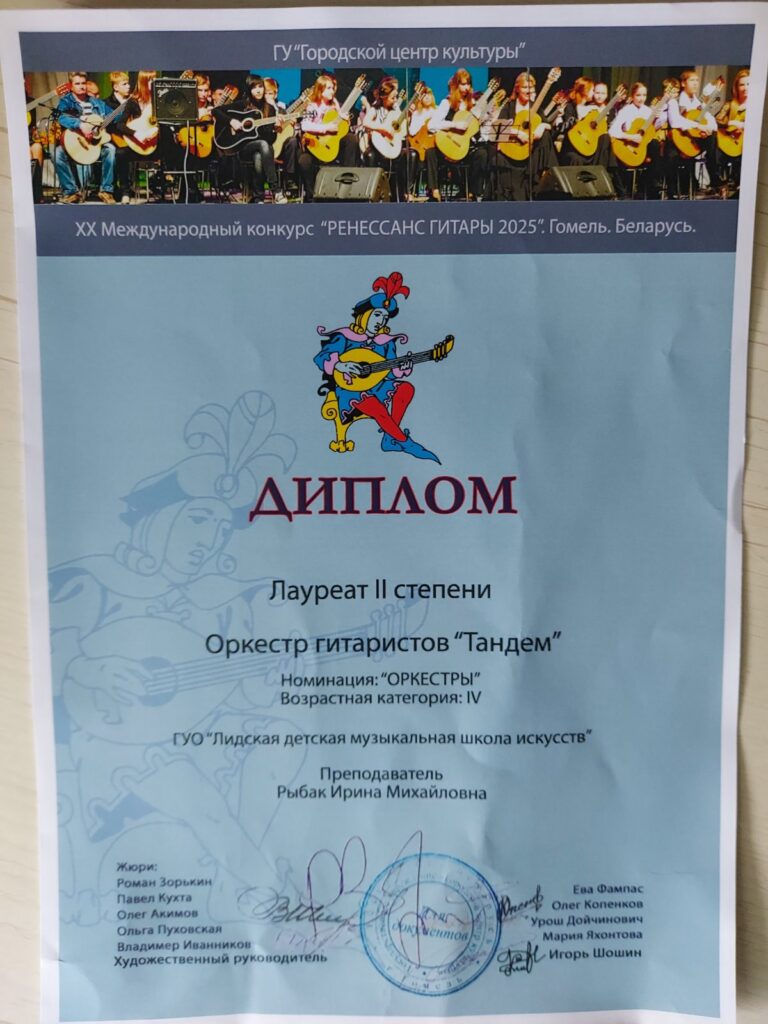 ГУ "Городской центр культуры"
XX Международный конкурс "РЕНЕССАНС ГИТАРЫ 2025". Гомель. Беларусь.
ДИПЛОМ
Лауреат II степени
Оркестр гитаристов "Тандем"
Номинация: "ОРКЕСТРЫ"
Возрастная категория: IV
ГУО "Лидская детская музыкальная школа искусств"
Преподаватель
Рыбак Ирина Михайловна
Жюри:
Роман Зорькин
Павел Кухта
Олег Акимов
Ольга Пуховская
Владимир Иванников
Художественный руководитель
Ева Фампас
Олег Копенков
Урош Дойчинович
Мария Яхонтова
Игорь Шошин
Для
документов